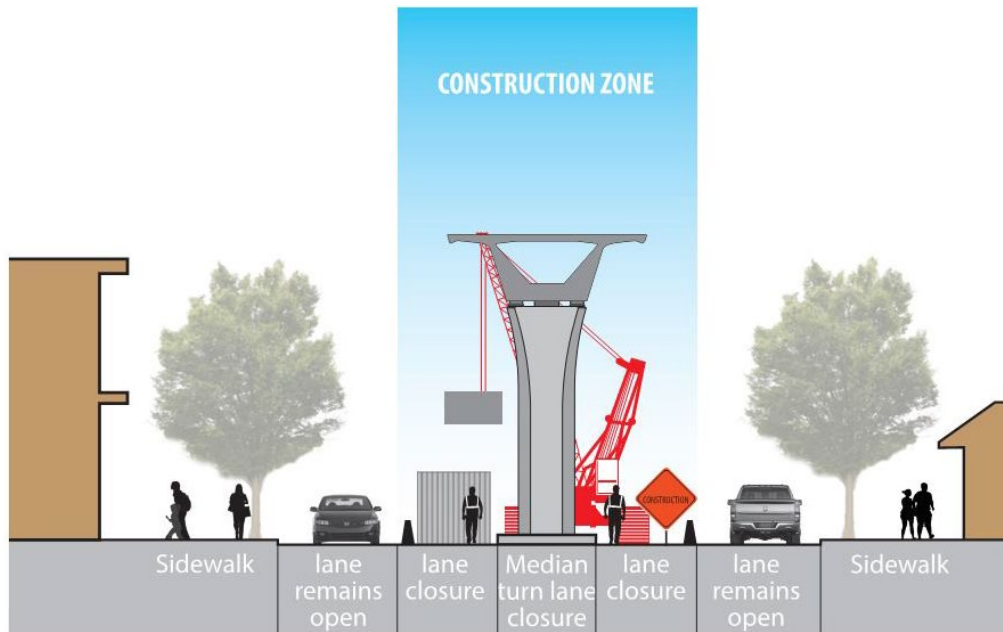 CONSTRUCTION ZONE
CONSTRUCTION
Sidewalk
lane
remains
open
lane
closure
Median
turn lane
closure
lane
closure
lane
remains
open
Sidewalk